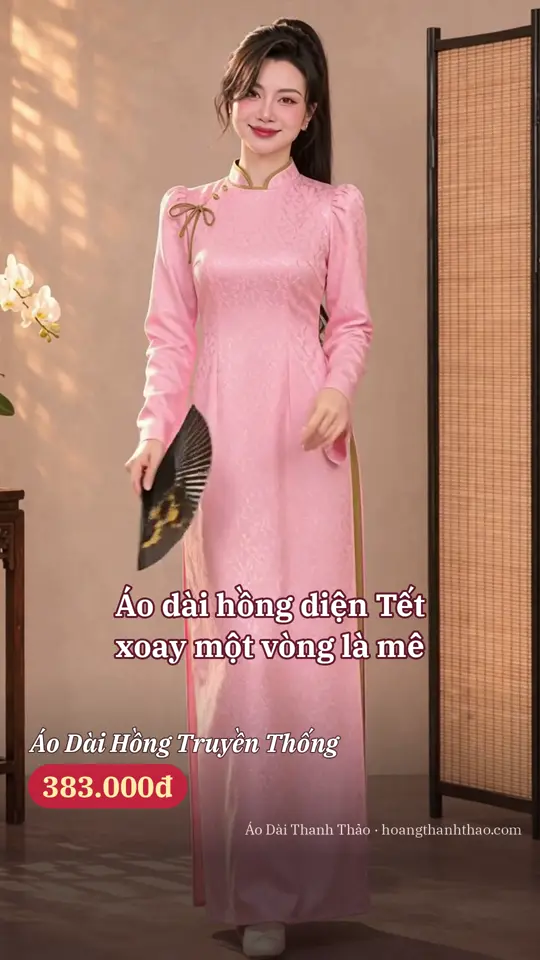 Áo dài hồng diện Tết
xoay một vòng là mê
Áo Dài Hồng Truyền Thống
383.000đ
Áo Dài Thanh Thảo · hoangthanhthao.com